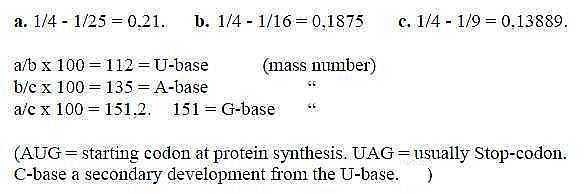 a. 1/4 - 1/25 = 0,21. b. 1/4 - 1/16 = 0,1875 c. 1/4 - 1/9 = 0,13889.
a/b x 100 = 112 = U-base (mass number)
b/c x 100 = 135 = A-base “
a/c x 100 = 151,2. 151 = G-base “
(AUG = starting codon at protein synthesis. UAG = usually Stop-codon.
C-base a secondary development from the U-base. )